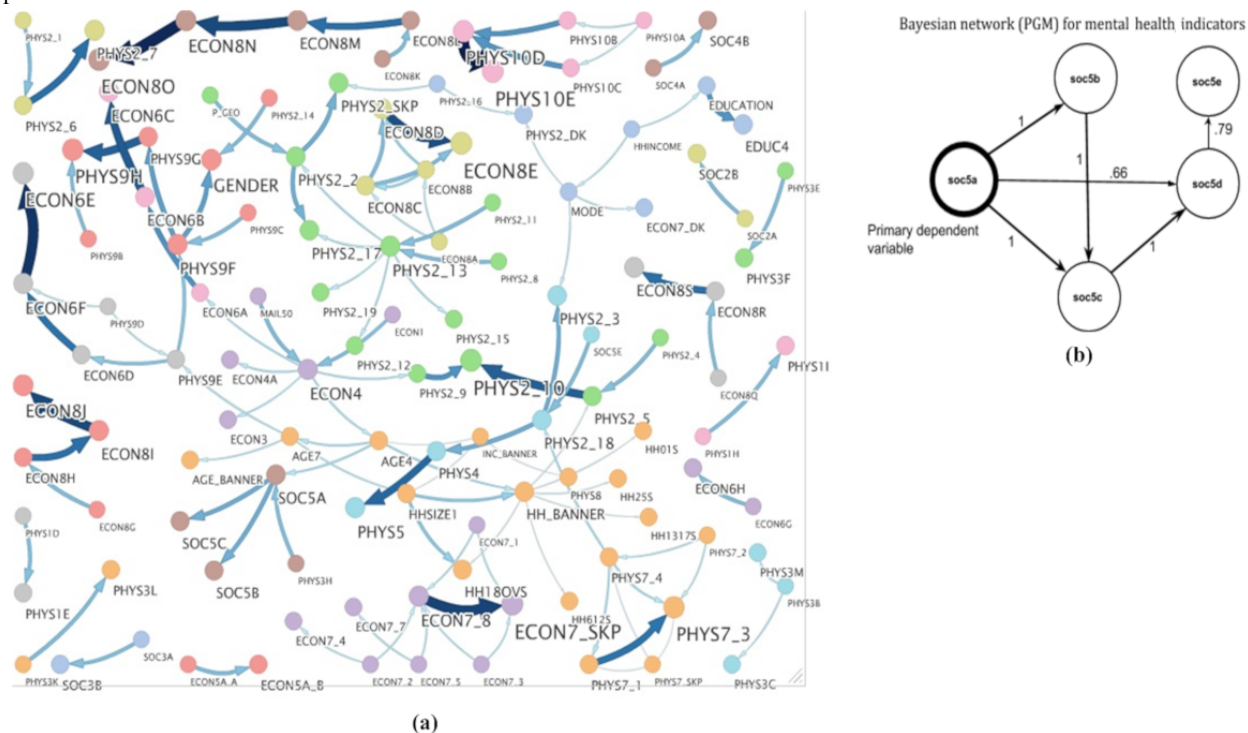 PHYS2_1
PHYS2_7
ECON8N
ECON8M
ECON8L
PHYS10D
PHYS10B
PHYS10A
SOC4B
ECON8O
ECON8K
PHYS10E
PHYS10C
SOC4A
PHYS2_6
ECON6C
P_GEO
PHYS2_14
PHYS2_SKP
PHYS2_16
PHYS2_DK
EDUCATION
ECON8D
HHINCOME
EDUC4
PHYS9H
PHYS9G
GENDER
PHYS2_2
ECON8E
ECON8B
SOC2B
PHYS3E
ECON6E
ECON6B
ECON8C
MODE
PHYS9B
PHYS9C
PHYS2_11
ECON7_DK
SOC2A
PHYS9F
PHYS2_17
PHYS2_13
ECON8A
PHYS2_8
PHYS3F
ECON6F
ECON6A
MAIL50
PHYS2_19
ECON8S
ECON8R
PHYS9D
ECON1
PHYS2_15
PHYS2_3
SOC5E
PHYS2_4
ECON6D
PHYS9E
ECON4A
PHYS2_12
PHYS1I
ECON4
PHYS2_9
PHYS2_10
ECON8Q
ECON8J
PHYS2_5
ECON3
PHYS2_18
ECON8I
AGE7
AGE4
INC_BANNER
HH01S
PHYS1H
ECON8H
AGE_BANNER
PHYS4
PHYS8
HH25S
ECON6H
SOC5A
HHSIZE1
HH_BANNER
ECON8G
PHYS5
ECON6G
PHYS1D
SOC5C
ECON7_1
HH1317S
PHYS7_2
PHYS3H
PHYS7_4
PHYS3M
SOC5B
HH18OVS
PHYS3L
PHYS1E
PHYS3B
ECON7_7
ECON7_8
ECON7_SKP
HH612S
PHYS7_3
ECON7_4
SOC3A
PHYS3K
SOC3B
ECON5A_A
ECON5A_B
ECON7_2
ECON7_5
ECON7_3
PHYS7_1
PHYS7_SKP
PHYS3C
(a)
Bayesian network (PGM) for mental health indicators
soc5b
soc5e
1
.79
soc5a
1
.66
soc5d
Primary dependent
variable
1
1
soc5c
(b)